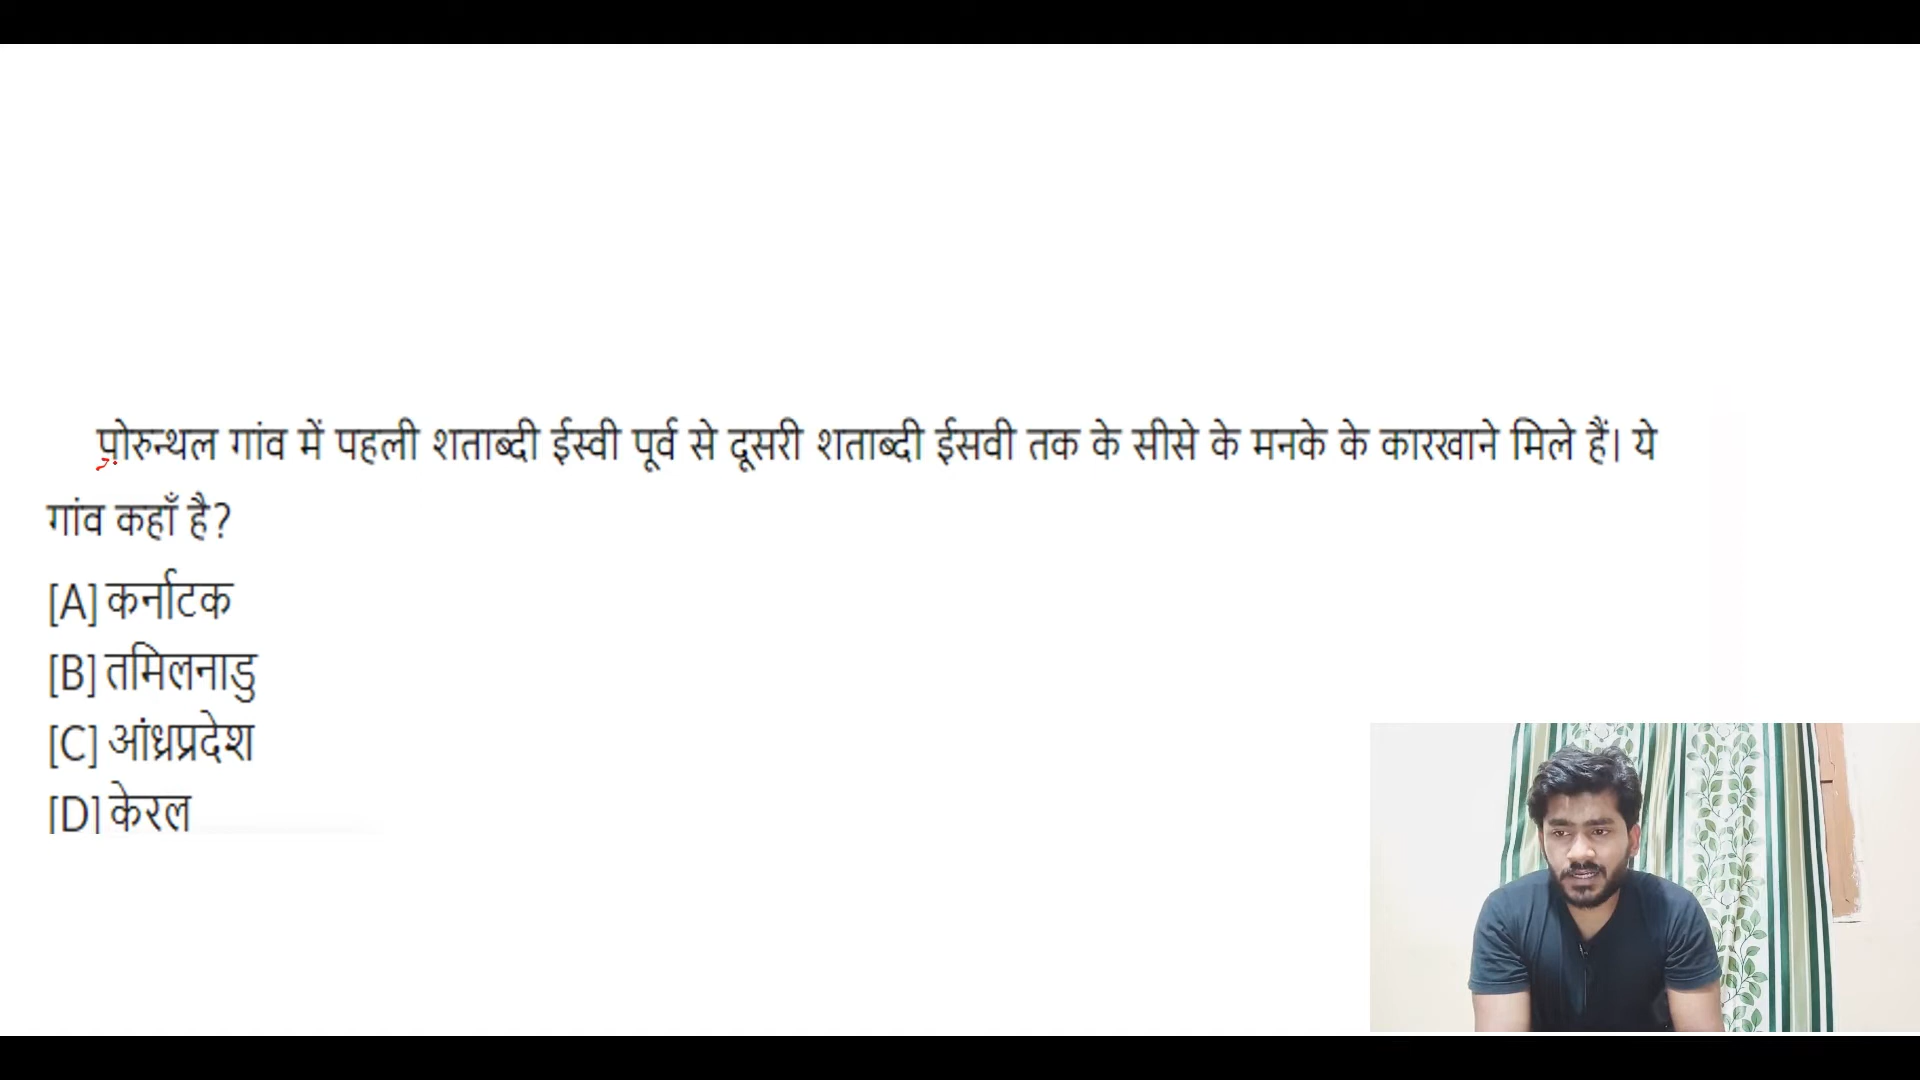 पोरुन्थल गांव में पहली शताब्दी ईस्वी पूर्व से दूसरी शताब्दी ईसवी तक के सीसे के मनके के कारखाने मिले हैं। ये
गांव कहाँ है?
[A] कर्नाटक
[B] तमिलनाडु
[C] आंध्रप्रदेश
[D] केरल